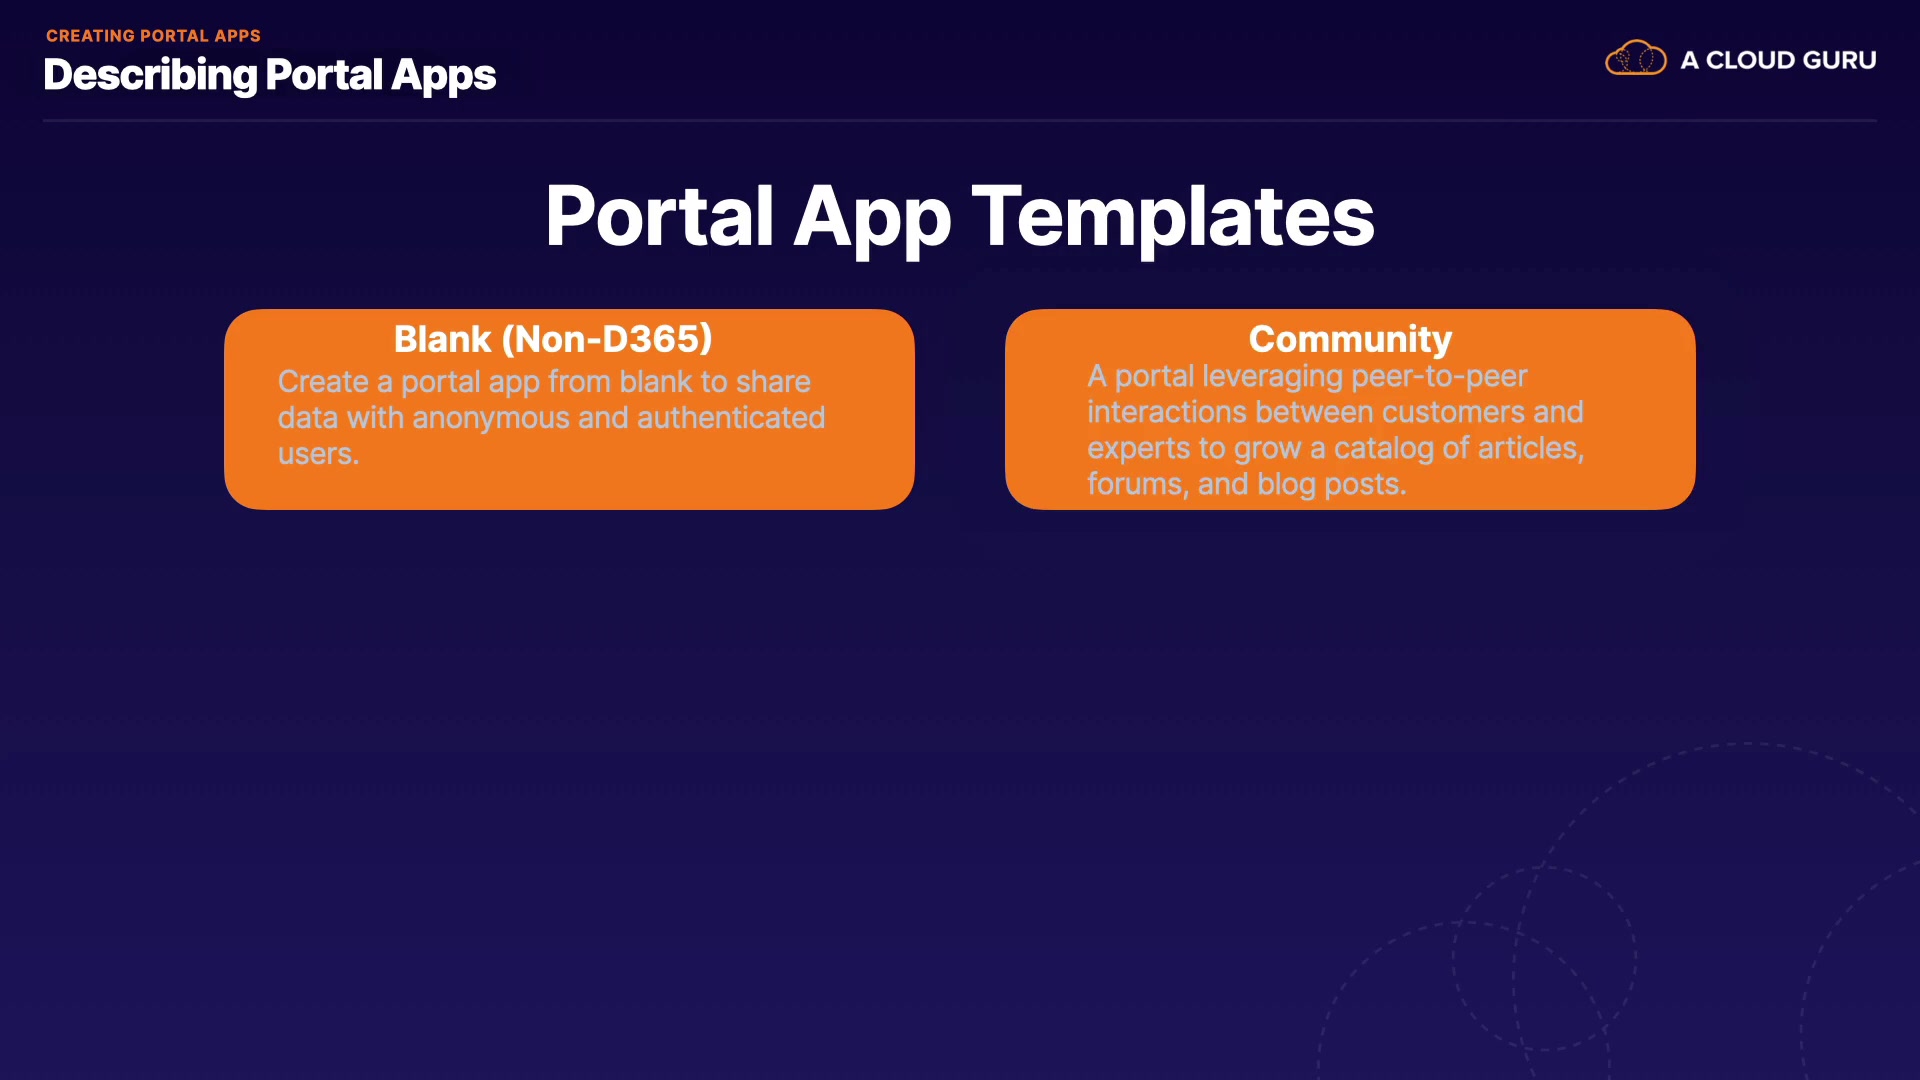 CREATING PORTAL APPS
Describing Portal Apps
A CLOUD GURU
Portal App Templates
Blank (Non-D365)
Create a portal app from blank to share
data with anonymous and authenticated
users.
Community
A portal leveraging peer-to-peer
interactions between customers and
experts to grow a catalog of articles,
forums, and blog posts.